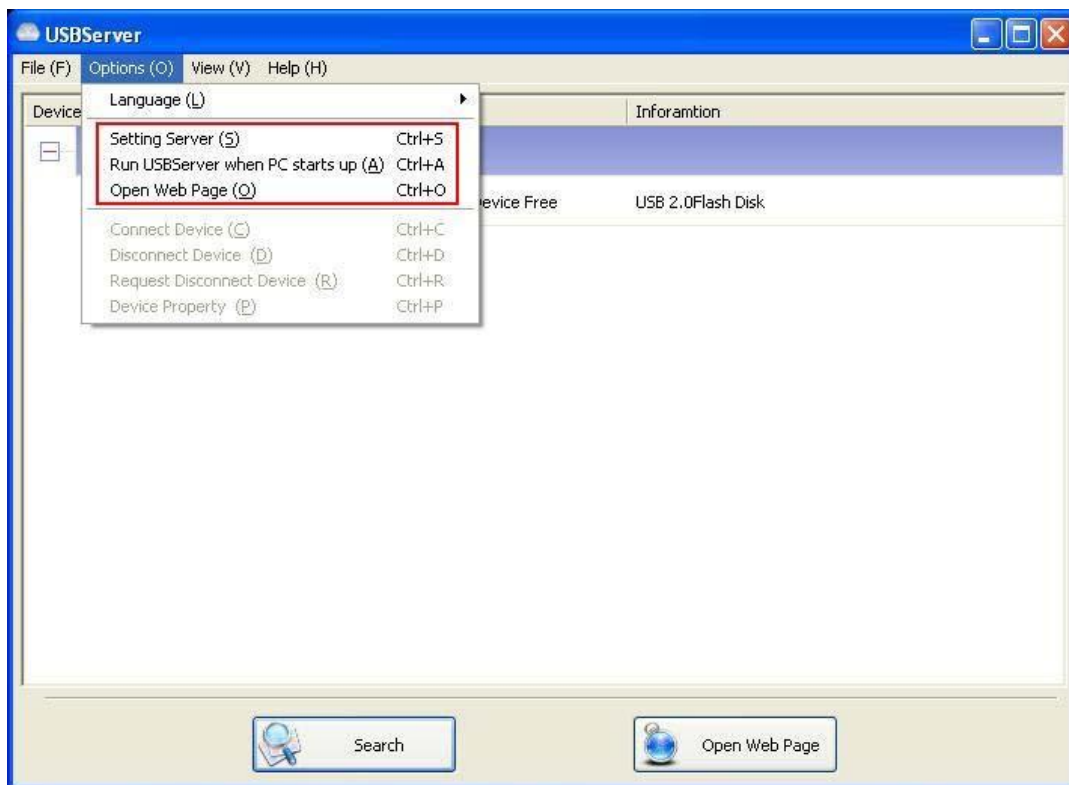 USBServer
File (F) Options (O) View (V) Help (H)
Language (L)
Device Inforamtion
Setting Server (S) Ctrl+S
Run USBServer when PC starts up (A) Ctrl+A
Open Web Page (O) Ctrl+O
Device Free USB 2.0Flash Disk
Connect Device (C) Ctrl+C
Disconnect Device (D) Ctrl+D
Request Disconnect Device (R) Ctrl+R
Device Property (P) Ctrl+P
Search Open Web Page